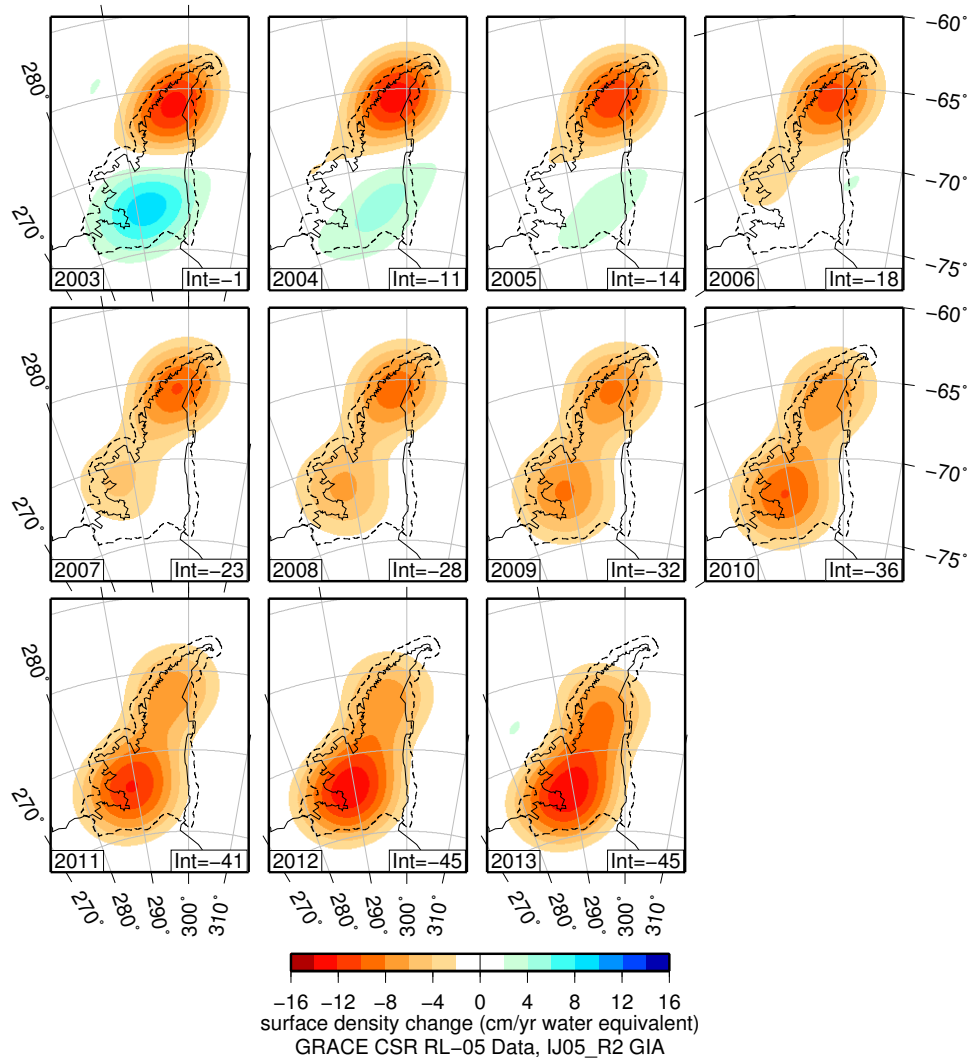 −60°
280°
−65°
−70°
270°
−75°
2003 Int=−1
2004 Int=−11
2005 Int=−14
2006 Int=−18
−60°
280°
−65°
−70°
270°
−75°
2007 Int=−23
2008 Int=−28
2009 Int=−32
2010 Int=−36
280°
270°
2011 Int=−41
2012 Int=−45
2013 Int=−45
270° 280° 290° 300° 310° 270° 280° 290° 300° 310° 270° 280° 290° 300° 310°
−16 −12 −8 −4 0 4 8 12 16
surface density change (cm/yr water equivalent)
GRACE CSR RL−05 Data, IJ05_R2 GIA